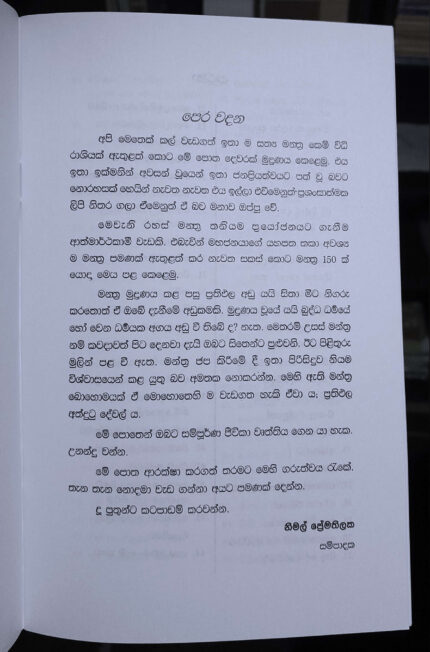 පෙර වදන
අපි මෙතෙක් කල් වැඩගත් ඉතා ම සත්‍ය මන්ත්‍ර කෙම් විධි
රාශියක් ඇතුළත් කොට මේ පොත දෙවරක් මුද්‍රණය කෙළෙමු. එය
ඉතා ඉක්මනින් අවසන් වූයෙන් ඉතා ජනප්‍රියත්වයට පත් වූ බවට
නොරහසක් හෙයින් නැවත නැවත එය ඉල්ලා එවීමෙනුත් ප්‍රශංසාත්මක
ලිපි නිතර ගලා ඒමෙනුත් ඒ බව මනාව ඔප්පු වේ.
මෙවැනි රහස් මන්ත්‍ර තනියම ප්‍රයෝජනයට ගැනීම
ආත්මාර්ථකාමී වැඩකි. එබැවින් මහජනයාගේ යහපත තකා අවශ්‍ය
ම මන්ත්‍ර පමණක් ඇතුළත් කර නැවත සකස් කොට මන්ත්‍ර 150 ක්
යොදා මෙය පළ කෙළෙමු.
මන්ත්‍ර මුද්‍රණය කළ පසු ප්‍රතිඵල අඩු යයි සිතා මීට නිගරු
කරතොත් ඒ ඔබේ දැනීමේ අඩුකමකි. මුද්‍රණය වූයේ යයි බුද්ධ ධර්මයේ
හෝ වෙන ධර්මයක අගය අඩු වී තිබේ ද? නැත. මෙතරම් උසස් මන්ත්‍ර
නම් කවදාවත් පිට දෙනවා දැයි ඔබට සිතෙන්ට පුළුවනි. ඊට පිළිතුරු
මුලින් පළ වී ඇත. මන්ත්‍ර ජප කිරීමේ දී ඉතා පිරිසිදුව නියම
විශ්වාසයෙන් කළ යුතු බව අමතක නොකරන්න. මෙහි ඇති මන්ත්‍ර
බොහොමයක් ඒ මොහොතෙහි ම වැඩගත හැකි ඒවා ය; ප්‍රතිඵල
අත්දුටු දේවල් ය.
මේ පොතෙන් ඔබට සම්පූර්ණ ජීවිකා වෘත්තිය ගෙන යා හැක.
උනන්දු වන්න.
මේ පොත ආරක්ෂා කරගත් තරමට මෙහි ගරුත්වය රැකේ.
තැන තැන නොදමා වැඩ ගන්නා අයට පමණක් දෙන්න.
දූ පුතුන්ට කටපාඩම් කරවන්න.
නිමල් ප්‍රේමතිලක
සම්පාදක